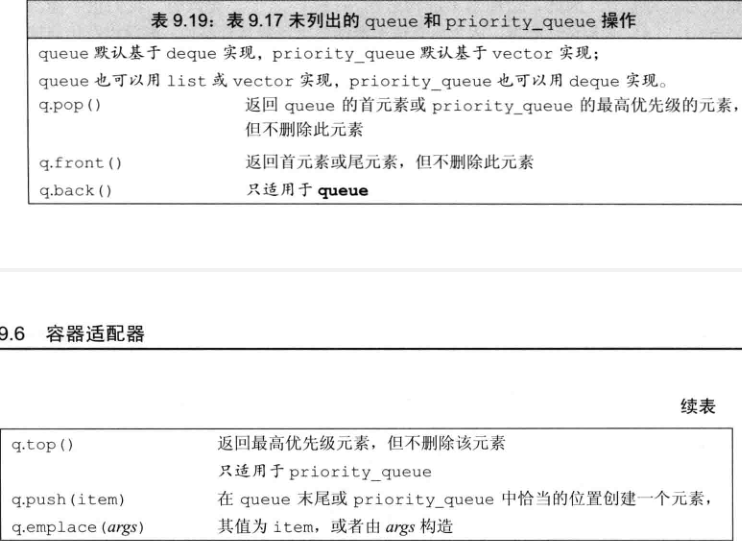 表 9.19：表 9.17 未列出的 queue 和 priority_queue 操作
queue 默认基于 deque 实现，priority_queue 默认基于 vector 实现；
queue 也可以用 list 或 vector 实现，priority_queue 也可以用 deque 实现。
q.pop() 返回 queue 的首元素或 priority_queue 的最高优先级的元素，
但不删除此元素
q.front() 返回首元素或尾元素，但不删除此元素
q.back() 只适用于 queue
9.6 容器适配器
续表
q.top() 返回最高优先级元素，但不删除该元素
只适用于 priority_queue
q.push(item) 在 queue 末尾或 priority_queue 中恰当的位置创建一个元素，
q.emplace(args) 其值为 item，或者由 args 构造